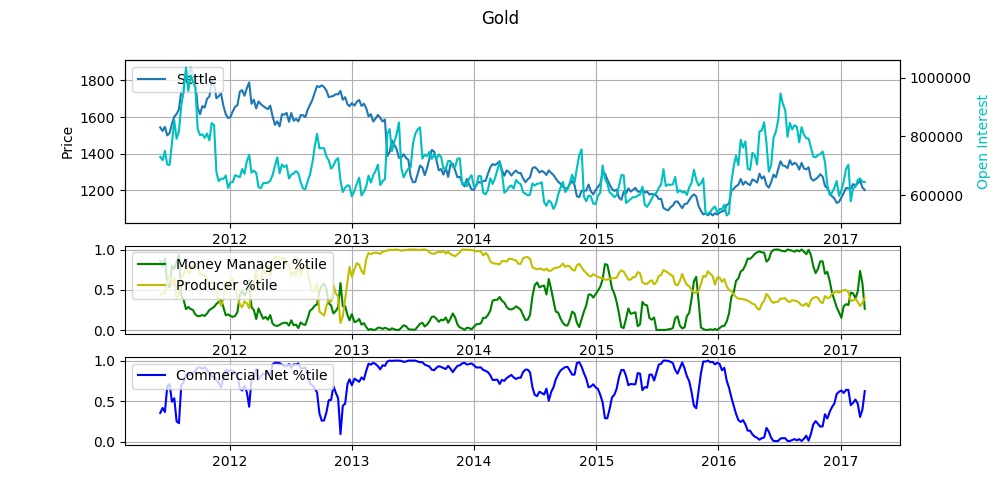 Gold
Settle
1800
1600
1400
1200
Price
1000000
800000
600000
Open Interest
2012 2013 2014 2015 2016 2017
Money Manager %tile
Producer %tile
1.0
0.5
0.0
2012 2013 2014 2015 2016 2017
Commercial Net %tile
1.0
0.5
0.0
2012 2013 2014 2015 2016 2017